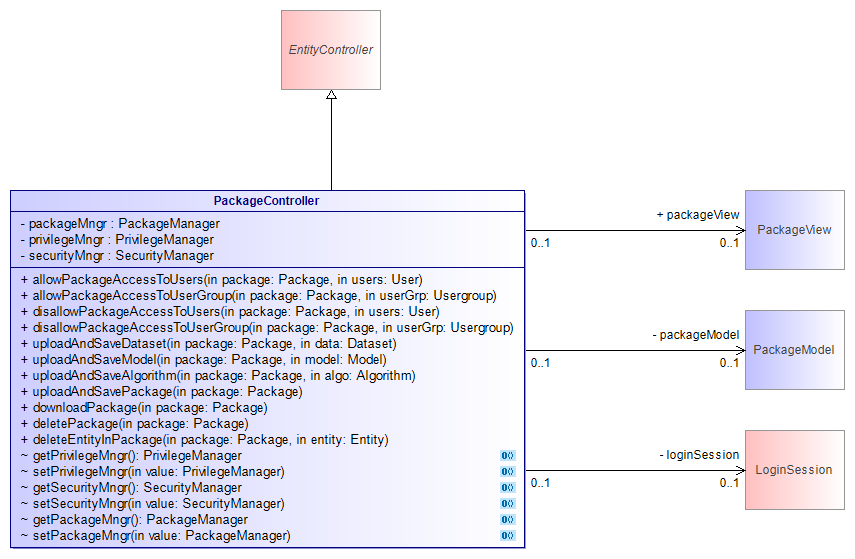 EntityController
PackageController
- packageMngr : PackageManager
- privilegeMngr : PrivilegeManager
- securityMngr : SecurityManager
+ allowPackageAccessToUsers(in package: Package, in users: User)
+ allowPackageAccessToUserGroup(in package: Package, in userGrp: Usergroup)
+ disallowPackageAccessToUsers(in package: Package, in users: User)
+ disallowPackageAccessToUserGroup(in package: Package, in userGrp: Usergroup)
+ uploadAndSaveDataset(in package: Package, in data: Dataset)
+ uploadAndSaveModel(in package: Package, in model: Model)
+ uploadAndSaveAlgorithm(in package: Package, in algo: Algorithm)
+ uploadAndSavePackage(in package: Package)
+ downloadPackage(in package: Package)
+ deletePackage(in package: Package)
+ deleteEntityInPackage(in package: Package, in entity: Entity)
~ getPrivilegeMngr(): PrivilegeManager
~ setPrivilegeMngr(in value: PrivilegeManager)
~ getSecurityMngr(): SecurityManager
~ setSecurityMngr(in value: SecurityManager)
~ getPackageMngr(): PackageManager
~ setPackageMngr(in value: PackageManager)
+ packageView
0..1 0..1
PackageView
- packageModel
0..1 0..1
PackageModel
- loginSession
0..1 0..1
LoginSession